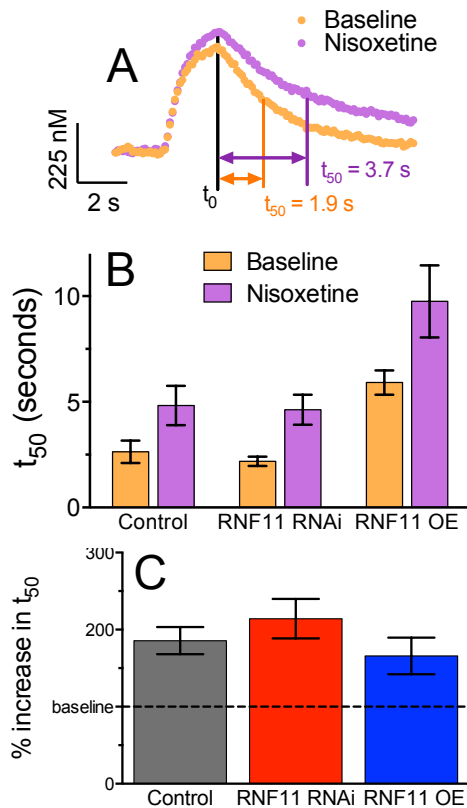 Baseline
Nisoxetine
A
225 nM
2 s
t0
t50 = 3.7 s
t50 = 1.9 s
B
Baseline
Nisoxetine
t50 (seconds)
10
5
0
Control
RNF11 RNAi
RNF11 OE
C
% increase in t50
300
200
baseline
0
Control
RNF11 RNAi
RNF11 OE